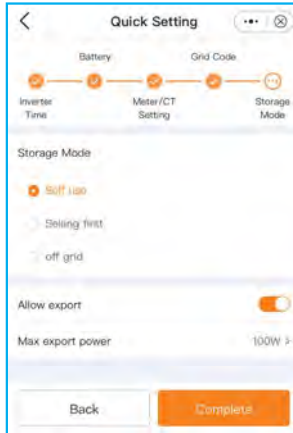 Quick Setting
Battery
Grid Code
Inverter
Time
Meter/CT
Setting
Storage
Mode
Storage Mode
Self use
Selling first
off grid
Allow export
Max export power
100W >
Back
Complete